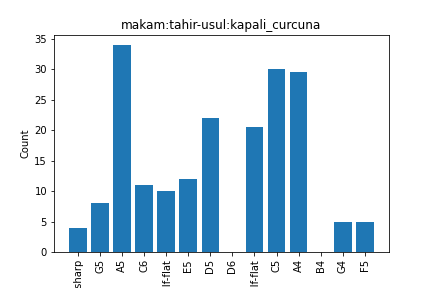 makam:tahir-usul:kapali_curcuna
35
30
25
20
15
10
5
0
Count
sharp
G5
A5
C6
lf-flat
E5
D5
D6
lf-flat
C5
A4
B4
G4
F5